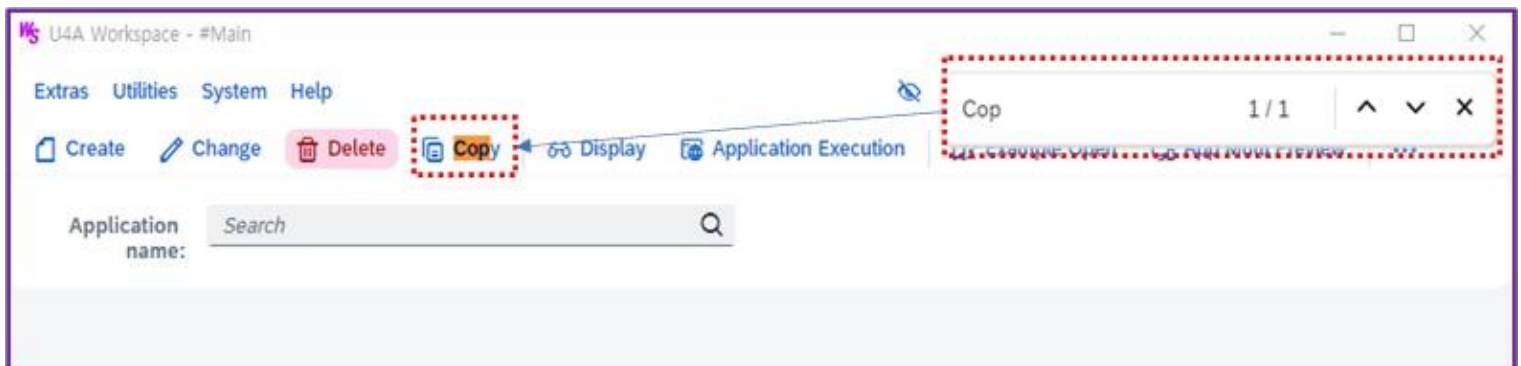 WS U4A Workspace - #Main
Extras Utilities System Help
Cop 1/1
Create Change Delete Copy Display Application Execution
Application name:
Search